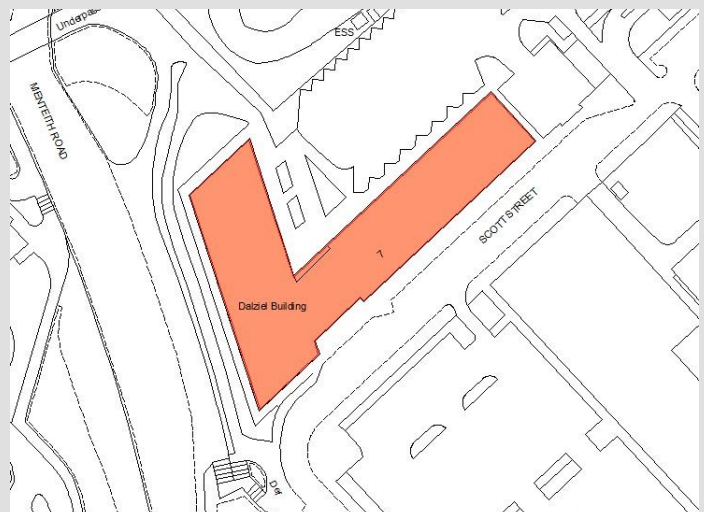 Underpass
ESS
MENTEITH ROAD
SCOTT STREET
7
Dalziel Building
Def